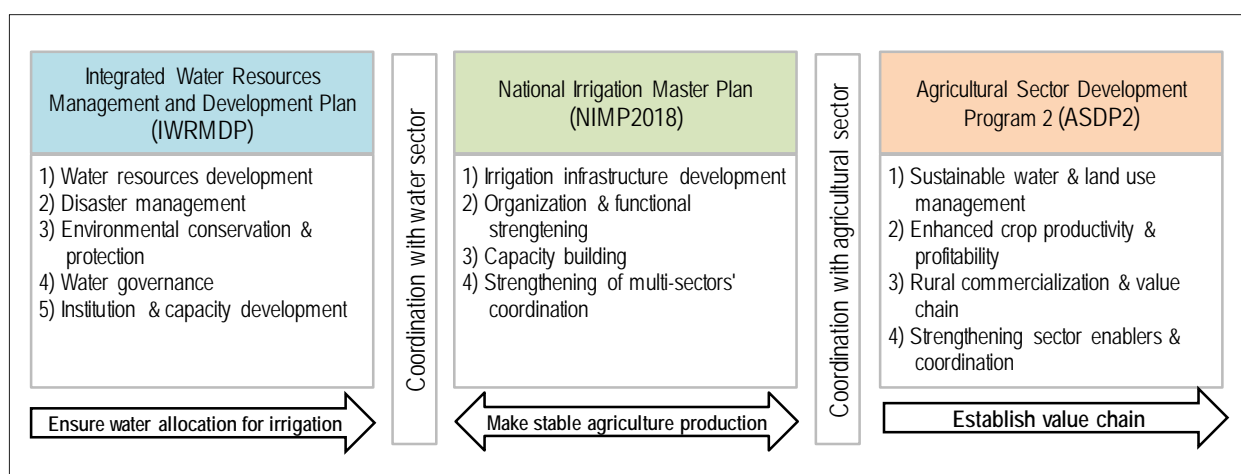 Integrated Water Resources
Management and Development Plan
(IWRMDP)
1) Water resources development
2) Disaster management
3) Environmental conservation &
protection
4) Water governance
5) Institution & capacity development
Ensure water allocation for irrigation
Coordination with water sector
National Irrigation Master Plan
(NIMP2018)
1) Irrigation infrastructure development
2) Organization & functional
strengtening
3) Capacity building
4) Strengthening of multi-sectors'
coordination
Make stable agriculture production
Coordination with agricultural sector
Agricultural Sector Development
Program 2 (ASDP2)
1) Sustainable water & land use
management
2) Enhanced crop productivity &
profitability
3) Rural commercialization & value
chain
4) Strengthening sector enablers &
coordination
Establish value chain